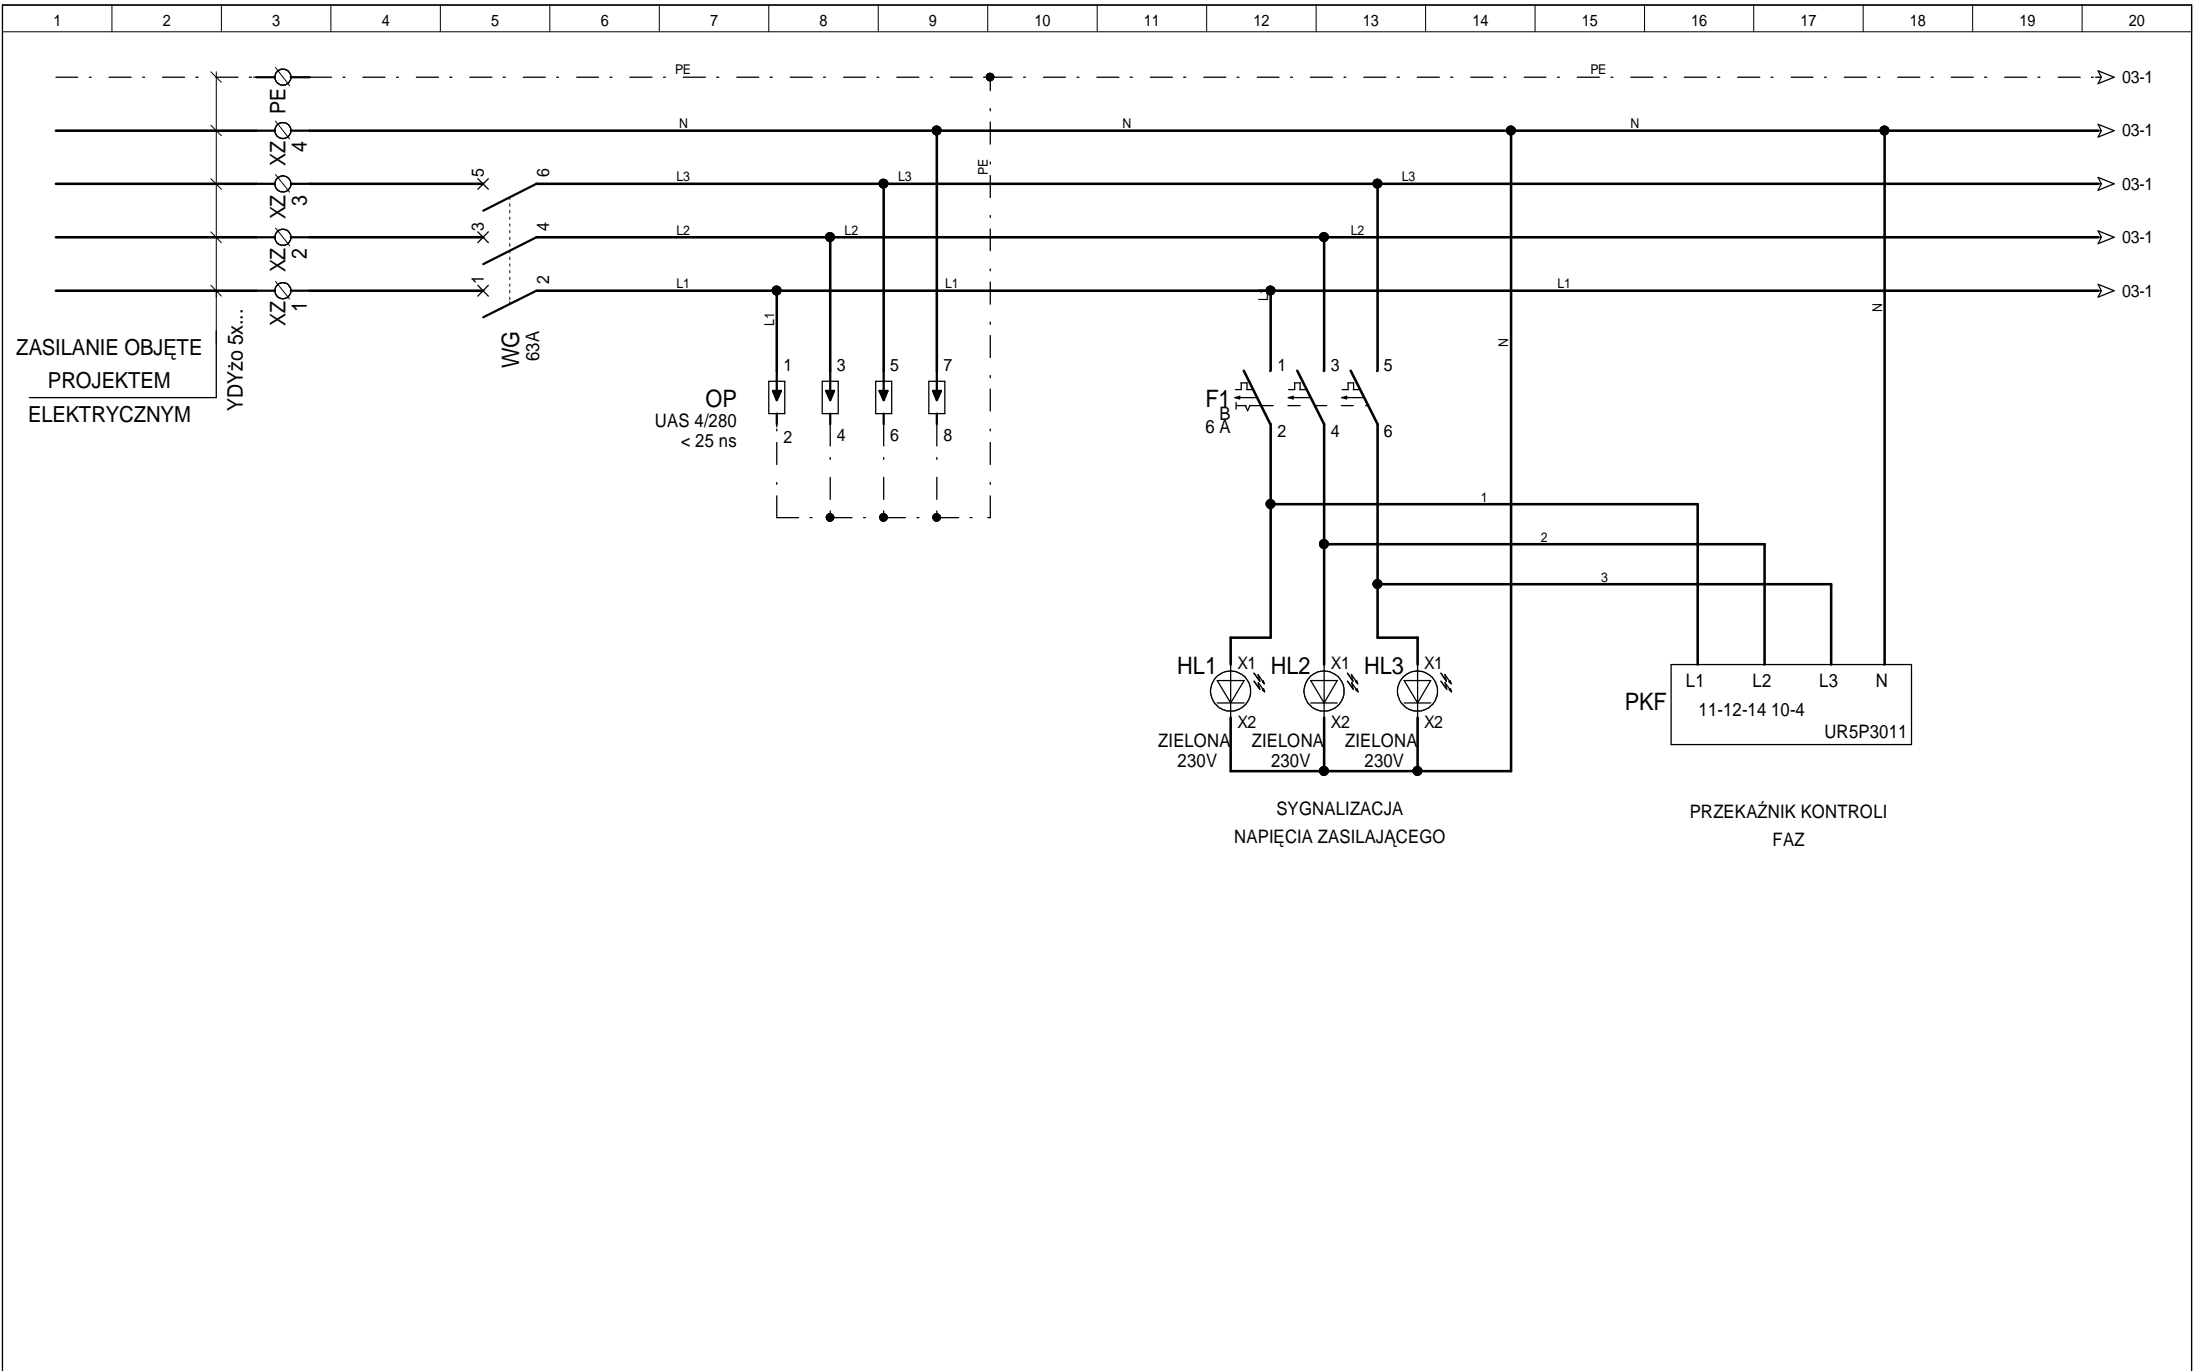 1 2 3 4 5 6 7 8 9 10 11 12 13 14 15 16 17 18 19 20
PE PE 03-1
PE
N N N 03-1
XZ 4
L3 L3 L3 03-1
XZ 3
5 6
PE
L2 L2 L2 03-1
XZ 2
3 4
L1 L1 L1 03-1
XZ 1
1 2
L1
N
N
WG
63A
YDYżo 5x...
ZASILANIE OBJĘTE
PROJEKTEM
ELEKTRYCZNYM
1 3 5 7
OP
UAS 4/280
< 25 ns
2 4 6 8
1 3 5
F1
B
6 A
2 4 6
1
2
3
HL1 X1 HL2 X1 HL3 X1
X2 X2 X2
ZIELONA ZIELONA ZIELONA
230V 230V 230V
L1 L2 L3 N
PKF
11-12-14 10-4
UR5P3011
SYGNALIZACJA
NAPIĘCIA ZASILAJĄCEGO
PRZEKAŹNIK KONTROLI
FAZ